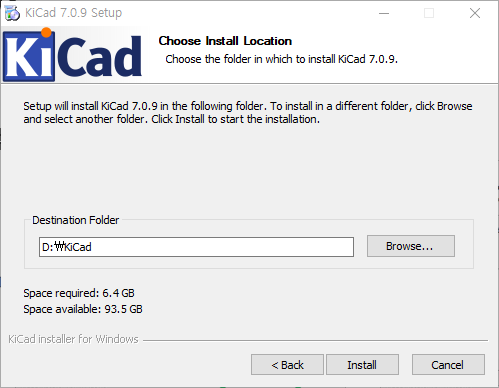 KiCad 7.0.9 Setup
KiCad
Choose Install Location
Choose the folder in which to install KiCad 7.0.9.
Setup will install KiCad 7.0.9 in the following folder. To install in a different folder, click Browse
and select another folder. Click Install to start the installation.
Destination Folder
D:₩KiCad
Browse...
Space required: 6.4 GB
Space available: 93.5 GB
KiCad installer for Windows
< Back
Install
Cancel